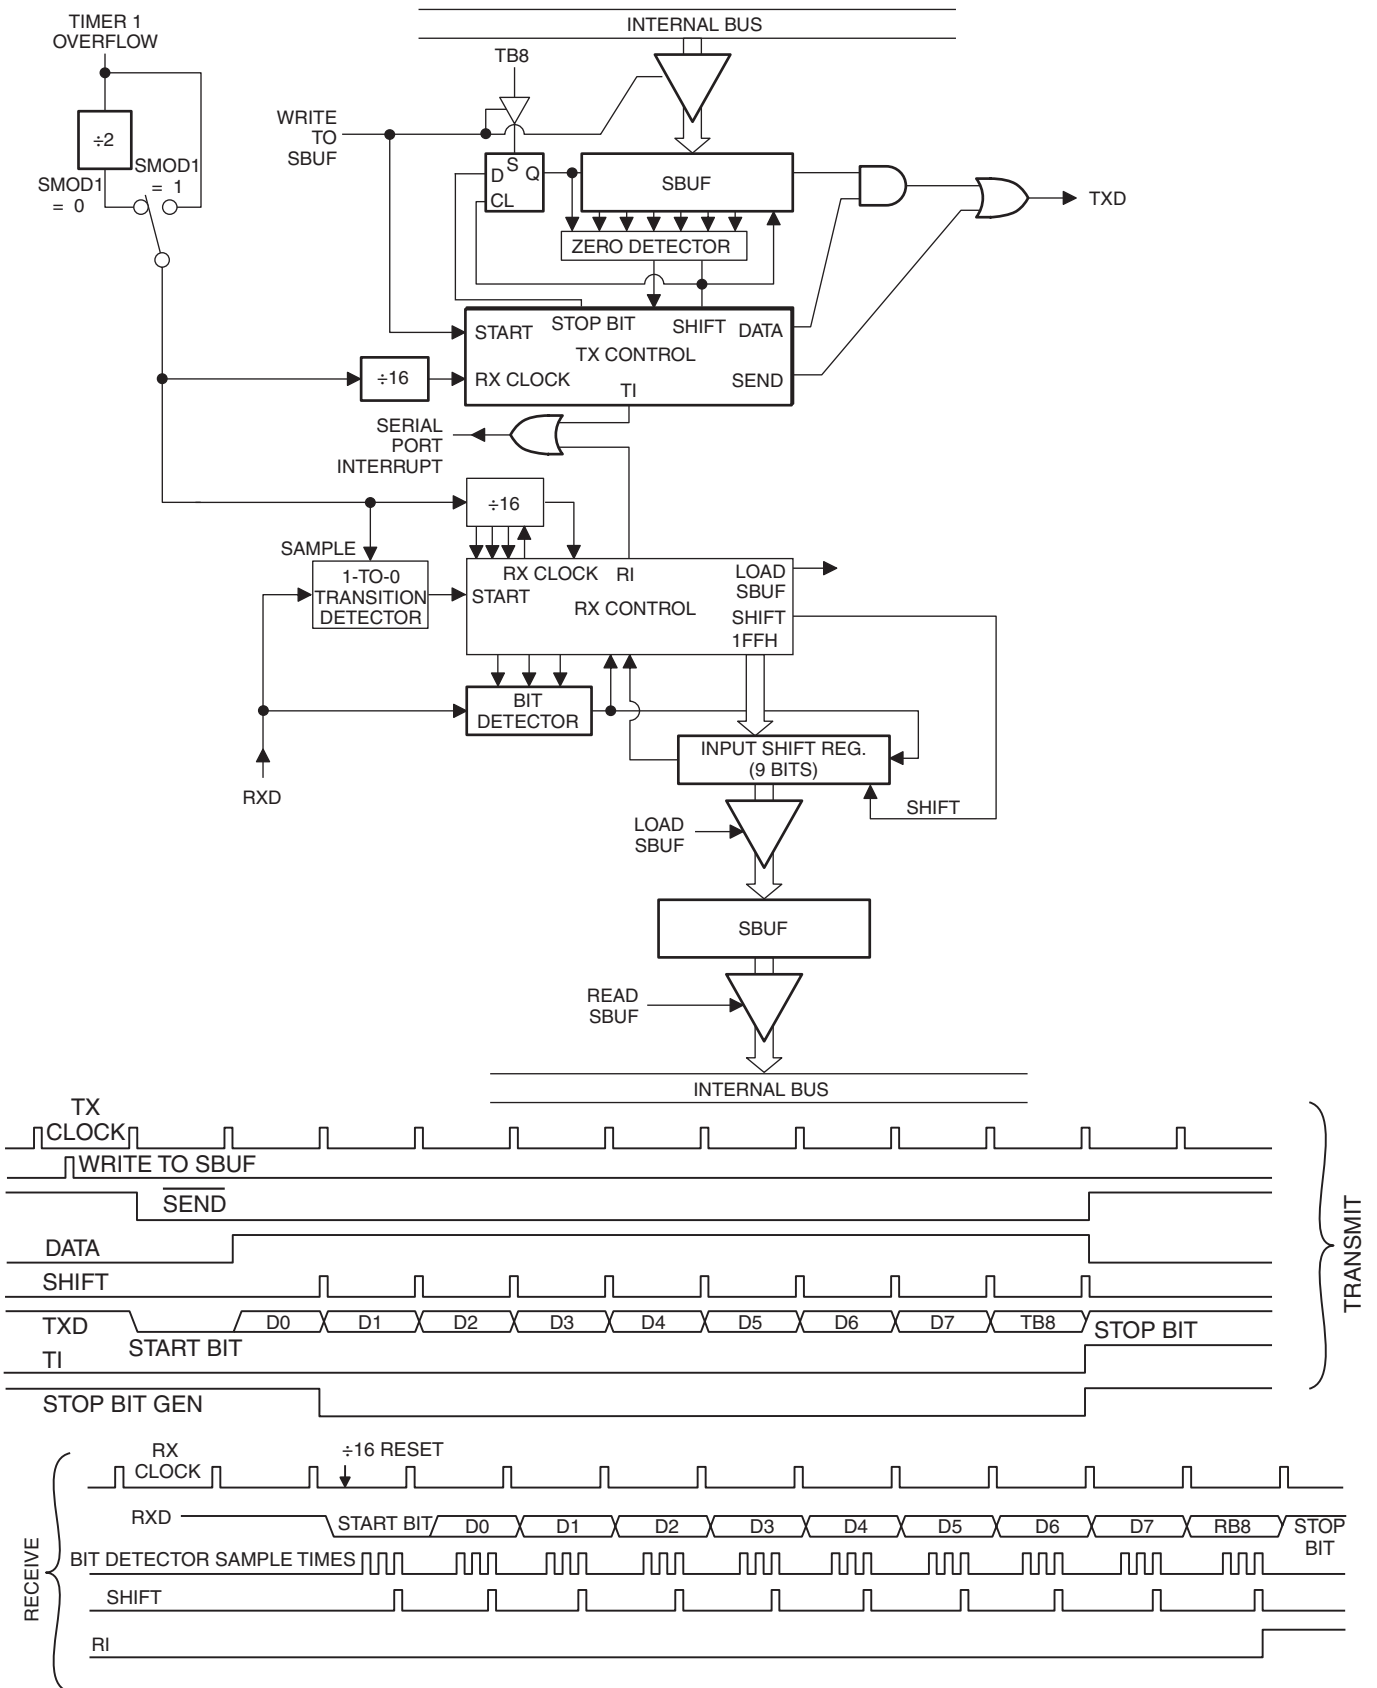 TIMER 1
OVERFLOW
INTERNAL BUS
TB8
WRITE
TO
SBUF
÷2
SMOD1
= 0
SMOD1
= 1
S
D
Q
CL
SBUF
ZERO DETECTOR
TXD
START
STOP BIT
SHIFT
DATA
TX CONTROL
÷16
RX CLOCK
TI
SEND
SERIAL
PORT
INTERRUPT
÷16
SAMPLE
1-TO-0
TRANSITION
DETECTOR
RX CLOCK
RI
LOAD
SBUF
START
RX CONTROL
SHIFT
1FFH
BIT
DETECTOR
INPUT SHIFT REG.
(9 BITS)
RXD
SHIFT
LOAD
SBUF
SBUF
READ
SBUF
INTERNAL BUS
TX
CLOCK
WRITE TO SBUF
SEND
DATA
SHIFT
TXD
START BIT
D0
D1
D2
D3
D4
D5
D6
D7
TB8
STOP BIT
TI
STOP BIT GEN
TRANSMIT
RX
CLOCK
÷16 RESET
RXD
START BIT
D0
D1
D2
D3
D4
D5
D6
D7
RB8
STOP
BIT
BIT DETECTOR SAMPLE TIMES
SHIFT
RI
RECEIVE